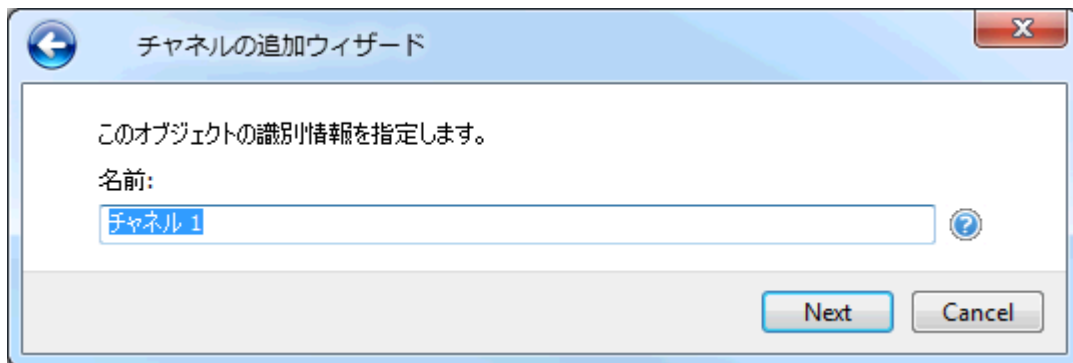 チャネルの追加ウィザード
このオブジェクトの識別情報を指定します。
名前:
チャネル 1
Next
Cancel